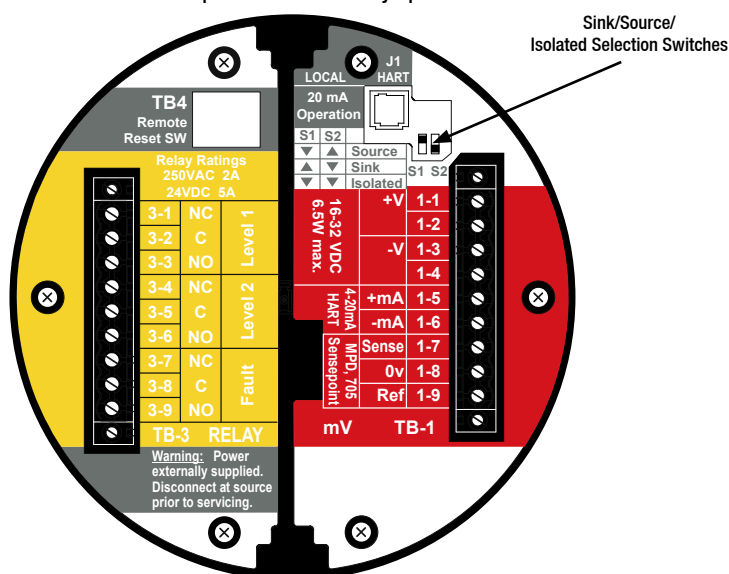 Sink/Source/
Isolated Selection Switches
J1
LOCAL HART
20 mA
Operation
S1 S2
▼ ▲ Source
▲ ▼ Sink
▼ ▼ Isolated
S1 S2
TB4
Remote
Reset SW
Relay Ratings
250VAC 2A
24VDC 5A
3-1 NC
3-2 C
3-3 NO
Level 1
3-4 NC
3-5 C
3-6 NO
Level 2
3-7 NC
3-8 C
3-9 NO
Fault
TB-3 RELAY
Warning: Power
externally supplied.
Disconnect at source
prior to servicing.
16-32 VDC
6.5W max.
+V 1-1
1-2
-V 1-3
1-4
4-20mA
HART
+mA 1-5
-mA 1-6
MPD, 705
Sensepoint
Sense 1-7
0v 1-8
Ref 1-9
mV TB-1